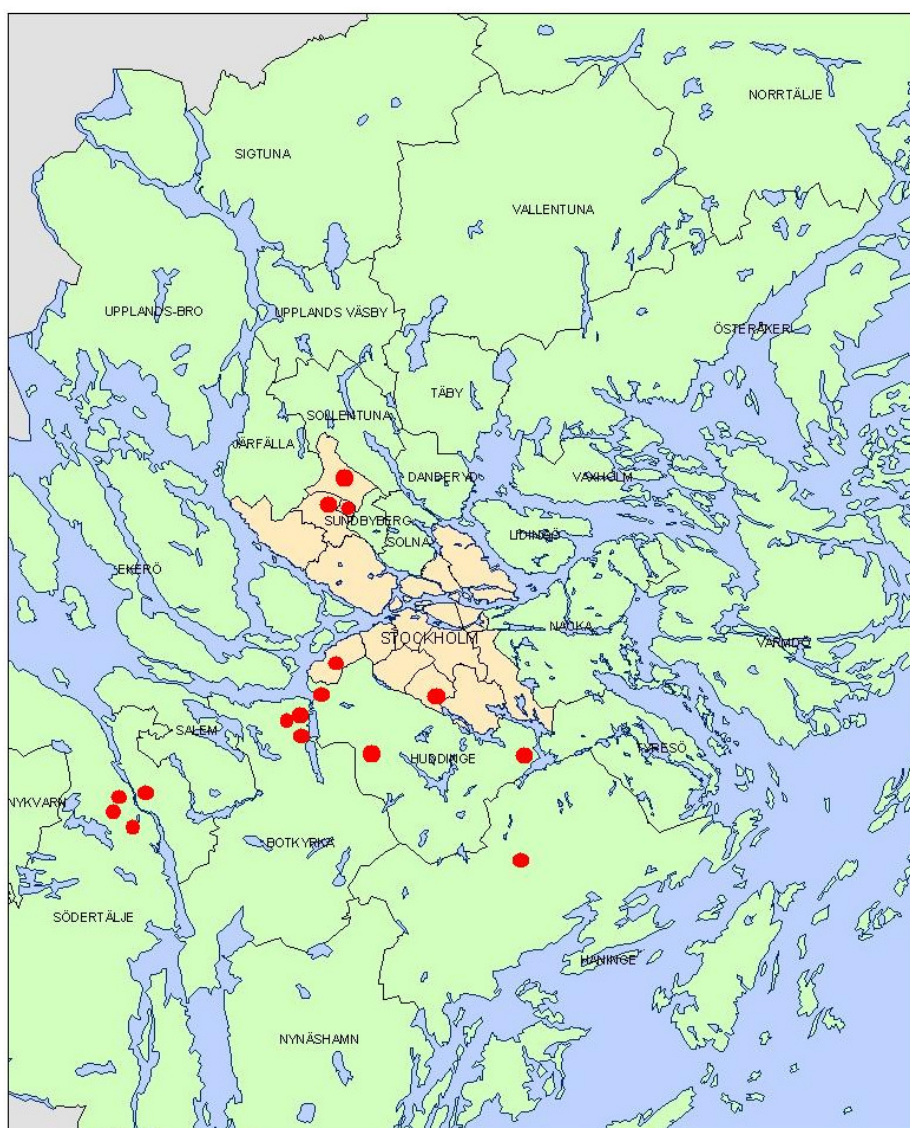 NORRTÄLJE
SIGTUNA
VALLENTUNA
UPPLANDS-BRO
UPPLANDS VÄSBY
ÖSTERÅKER
TÄBY
SOLLENTUNA
JÄRFÄLLA
DANDERYD
VAXHOLM
SUNDBYBERG
SOLNA
LIDINGÖ
EKERÖ
NACKA
STOCKHOLM
VÄRMDÖ
SALEM
TYRESÖ
HUDDINGE
NYKVARN
BOTKYRKA
SÖDERTÄLJE
HANINGE
NYNÄSHAMN